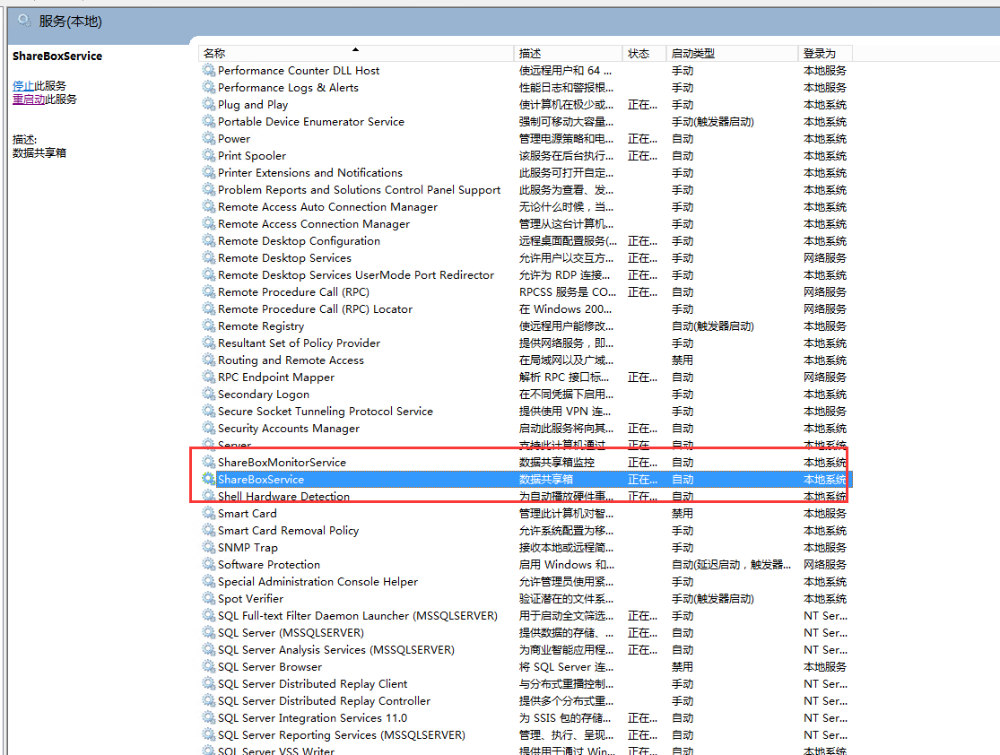 服务(本地)
ShareBoxService
停止此服务
重启动此服务
描述:
数据共享箱
名称 描述 状态 启动类型 登录为
Performance Counter DLL Host 使远程用户和 64 ... 手动 本地服务
Performance Logs & Alerts 性能日志和警报根... 手动 本地服务
Plug and Play 使计算机在极少或... 正在... 手动 本地系统
Portable Device Enumerator Service 强制可移动大容量... 手动(触发器启动) 本地系统
Power 管理电源策略和电... 正在... 自动 本地系统
Print Spooler 该服务在后台执行... 正在... 自动 本地系统
Printer Extensions and Notifications 此服务可打开自定... 手动 本地系统
Problem Reports and Solutions Control Panel Support 此服务为查看、发... 手动 本地系统
Remote Access Auto Connection Manager 无论什么时候，当... 手动 本地系统
Remote Access Connection Manager 管理从这台计算机... 手动 本地系统
Remote Desktop Configuration 远程桌面配置服务(... 正在... 手动 本地系统
Remote Desktop Services 允许用户以交互方... 正在... 手动 网络服务
Remote Desktop Services UserMode Port Redirector 允许为 RDP 连接... 正在... 手动 本地系统
Remote Procedure Call (RPC) RPCSS 服务是 CO... 正在... 自动 网络服务
Remote Procedure Call (RPC) Locator 在 Windows 200... 手动 网络服务
Remote Registry 使远程用户能修改... 自动(触发器启动) 本地服务
Resultant Set of Policy Provider 提供网络服务，即... 手动 本地系统
Routing and Remote Access 在局域网以及广域... 禁用 本地系统
RPC Endpoint Mapper 解析 RPC 接口标... 正在... 自动 网络服务
Secondary Logon 在不同凭据下启用... 手动 本地系统
Secure Socket Tunneling Protocol Service 提供使用 VPN 连... 手动 本地服务
Security Accounts Manager 启动此服务将向其... 正在... 自动 本地系统
Server 支持此计算机通过... 正在... 自动 本地系统
ShareBoxMonitorService 数据共享箱监控 正在... 自动 本地系统
ShareBoxService 数据共享箱 正在... 自动 本地系统
Shell Hardware Detection 为自动播放硬件事... 正在... 自动 本地系统
Smart Card 管理此计算机对智... 禁用 本地服务
Smart Card Removal Policy 允许系统配置为移... 手动 本地系统
SNMP Trap 接收本地或远程简... 手动 本地服务
Software Protection 启用 Windows 和... 自动(延迟启动，触发器... 网络服务
Special Administration Console Helper 允许管理员使用紧... 手动 本地系统
Spot Verifier 验证潜在的文件系... 手动(触发器启动) 本地系统
SQL Full-text Filter Daemon Launcher (MSSQLSERVER) 用于启动全文筛选... 正在... 手动 NT Ser...
SQL Server (MSSQLSERVER) 提供数据的存储、... 正在... 自动 NT Ser...
SQL Server Analysis Services (MSSQLSERVER) 为商业智能应用程... 正在... 自动 NT Ser...
SQL Server Browser 将 SQL Server 连... 禁用 本地服务
SQL Server Distributed Replay Client 与分布式重播控制... 手动 NT Ser...
SQL Server Distributed Replay Controller 提供多个分布式重... 手动 NT Ser...
SQL Server Integration Services 11.0 为 SSIS 包的存储... 正在... 自动 NT Ser...
SQL Server Reporting Services (MSSQLSERVER) 管理、执行、呈现... 正在... 自动 NT Ser...
SQL Server VSS Writer 提供用于通过 Win... 正在... 自动 本地系统